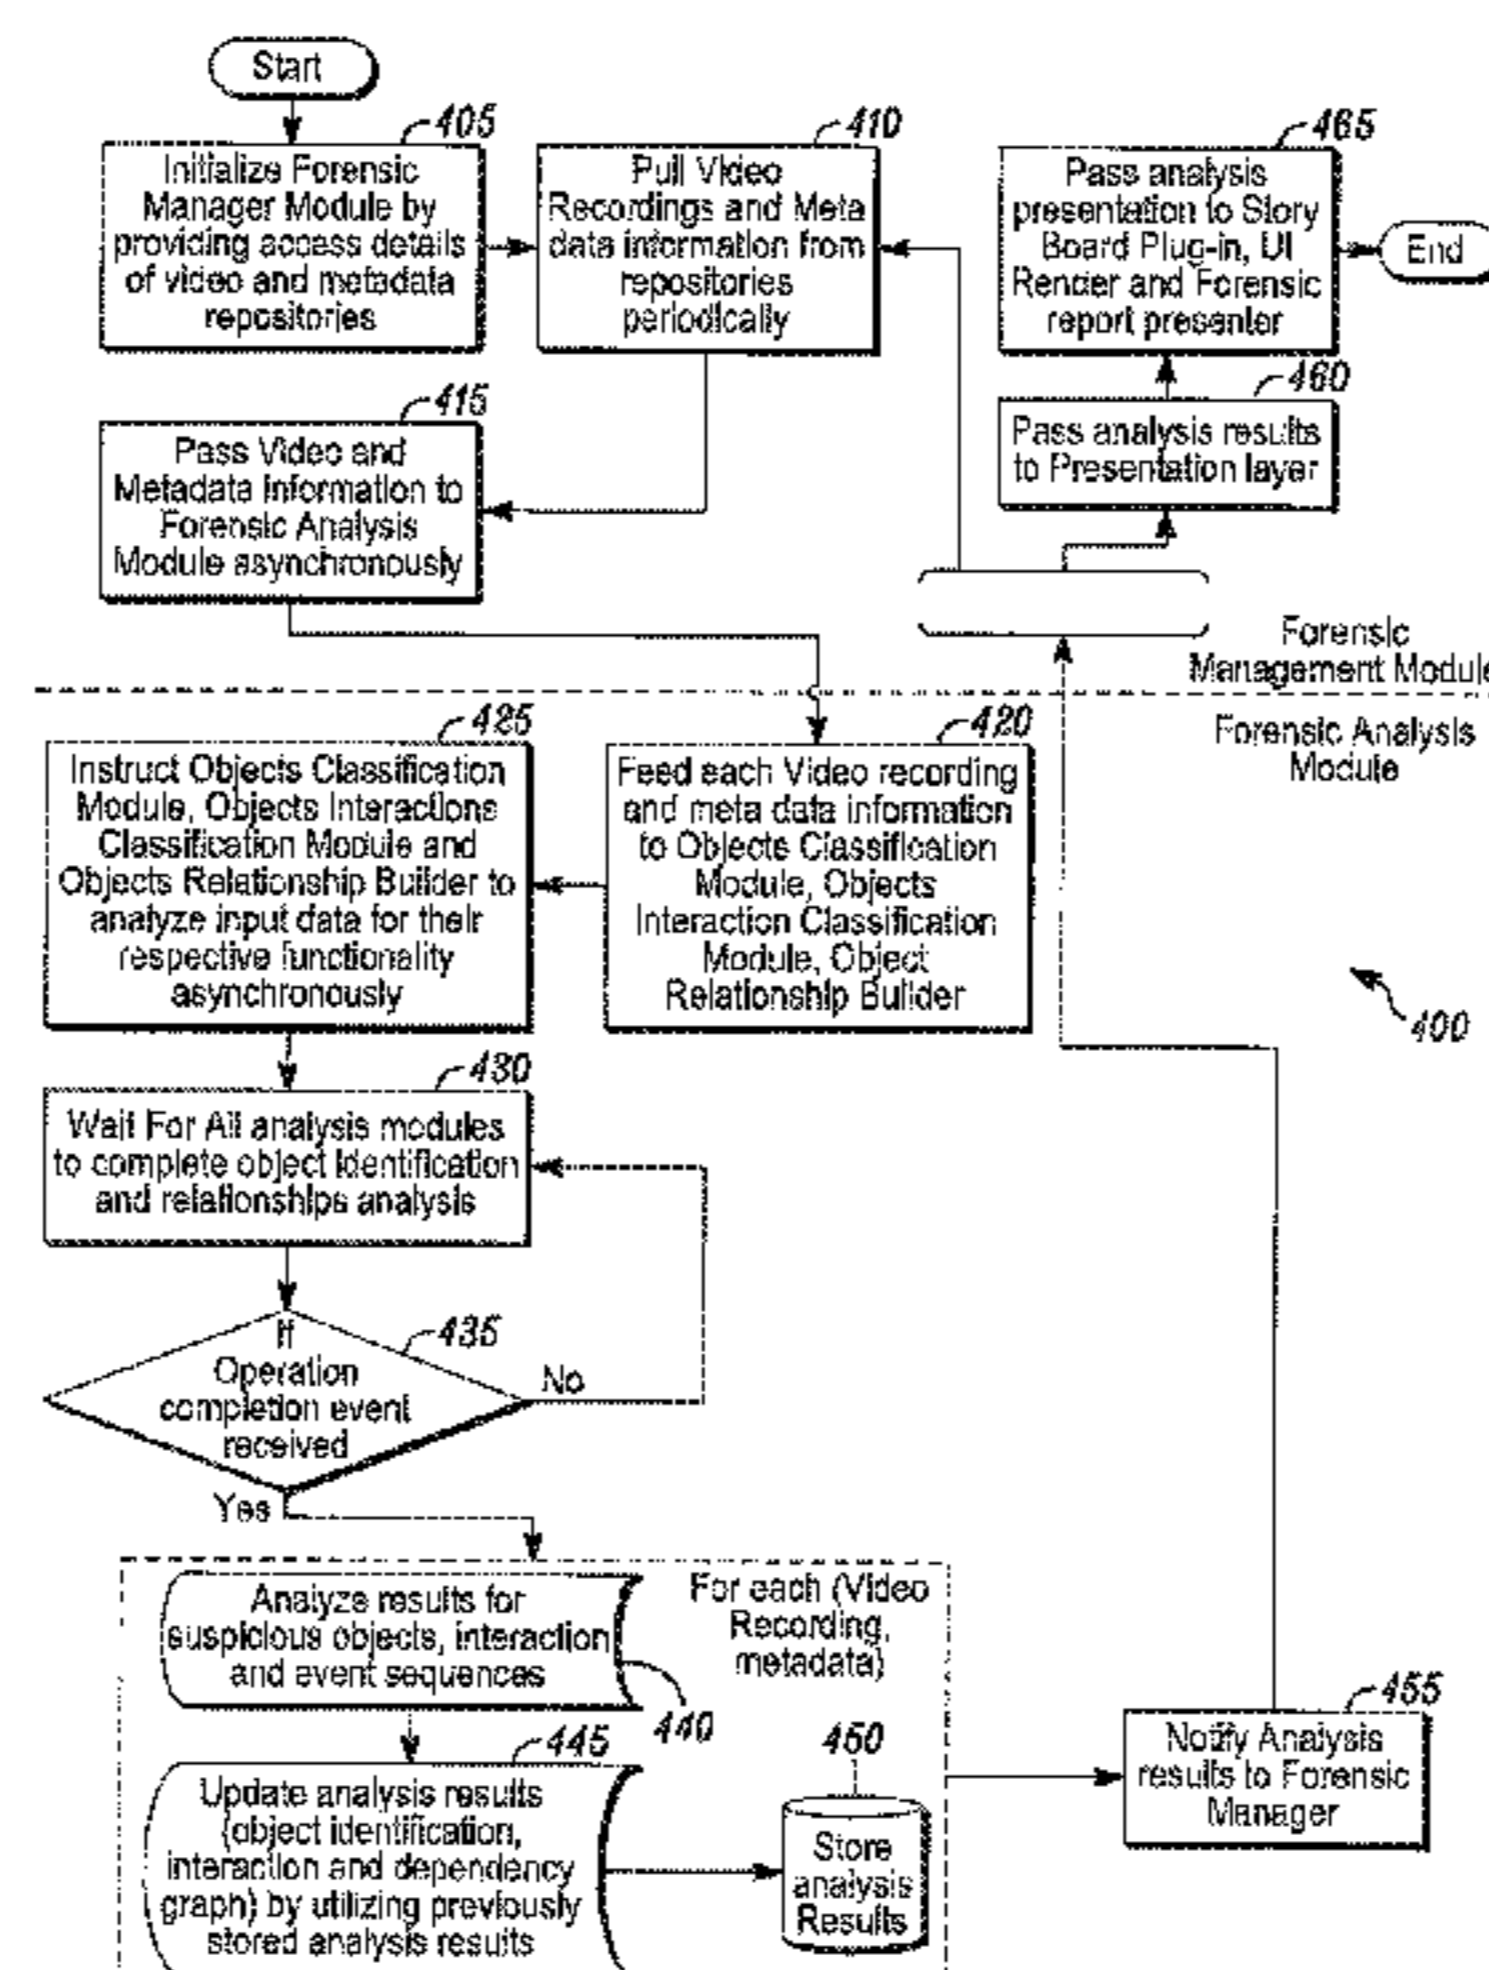 Start
405
Initialize Forensic
Manager Module by
providing access details
of video and metadata
repositories
410
Pull Video
Recordings and Meta
data information from
repositories
periodically
465
Pass analysis
presentation to Story
Board Plug-in, UI
Render and Forensic
report presenter
End
415
Pass Video and
Metadata Information to
Forensic Analysis
Module asynchronously
460
Pass analysis results
to Presentation layer
Forensic
Management Module
Forensic Analysis
Module
425
Instruct Objects Classification
Module, Objects Interactions
Classification Module and
Objects Relationship Builder to
analyze input data for their
respective functionality
asynchronously
420
Feed each Video recording
and meta data information
to Objects Classification
Module, Objects
Interaction Classification
Module, Object
Relationship Builder
400
430
Wait For All analysis modules
to complete object Identification
and relationships analysis
435
If
Operation
completion event
received
No
Yes
Analyze results for
suspicious objects, interaction
and event sequences
440
For each (Video
Recording,
metadata)
445
Update analysis results
(object identification,
interaction and dependency
graph) by utilizing previously
stored analysis results
450
Store
analysis
Results
455
Notify Analysis
results to Forensic
Manager